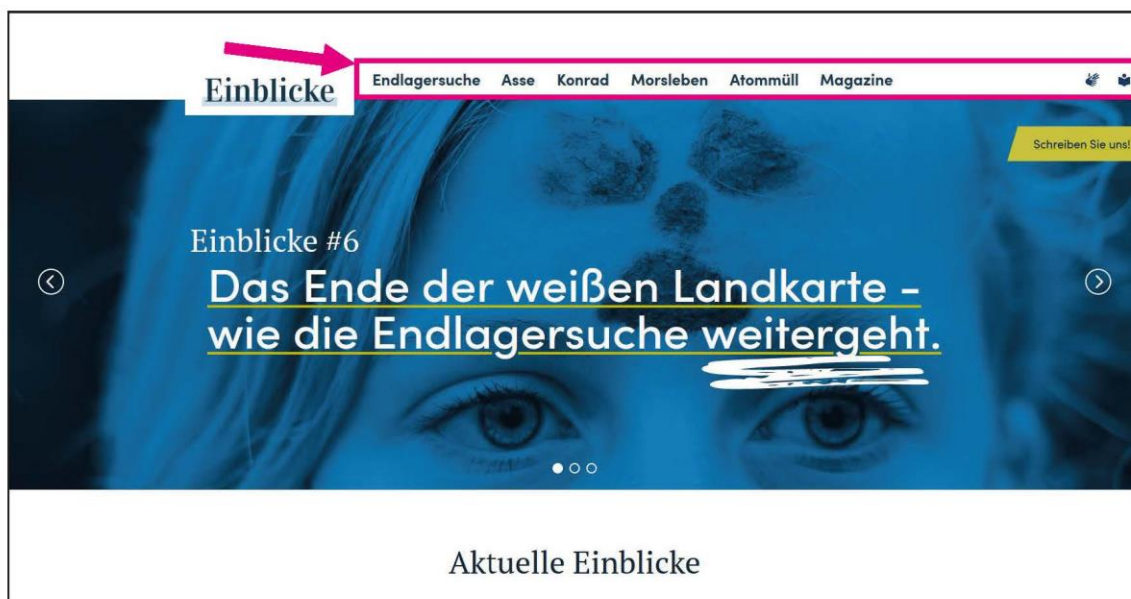 Einblicke
Endlagersuche Asse Konrad Morsleben Atommüll Magazine
Schreiben Sie uns!
Einblicke #6
Das Ende der weißen Landkarte –
wie die Endlagersuche weitergeht.
Aktuelle Einblicke